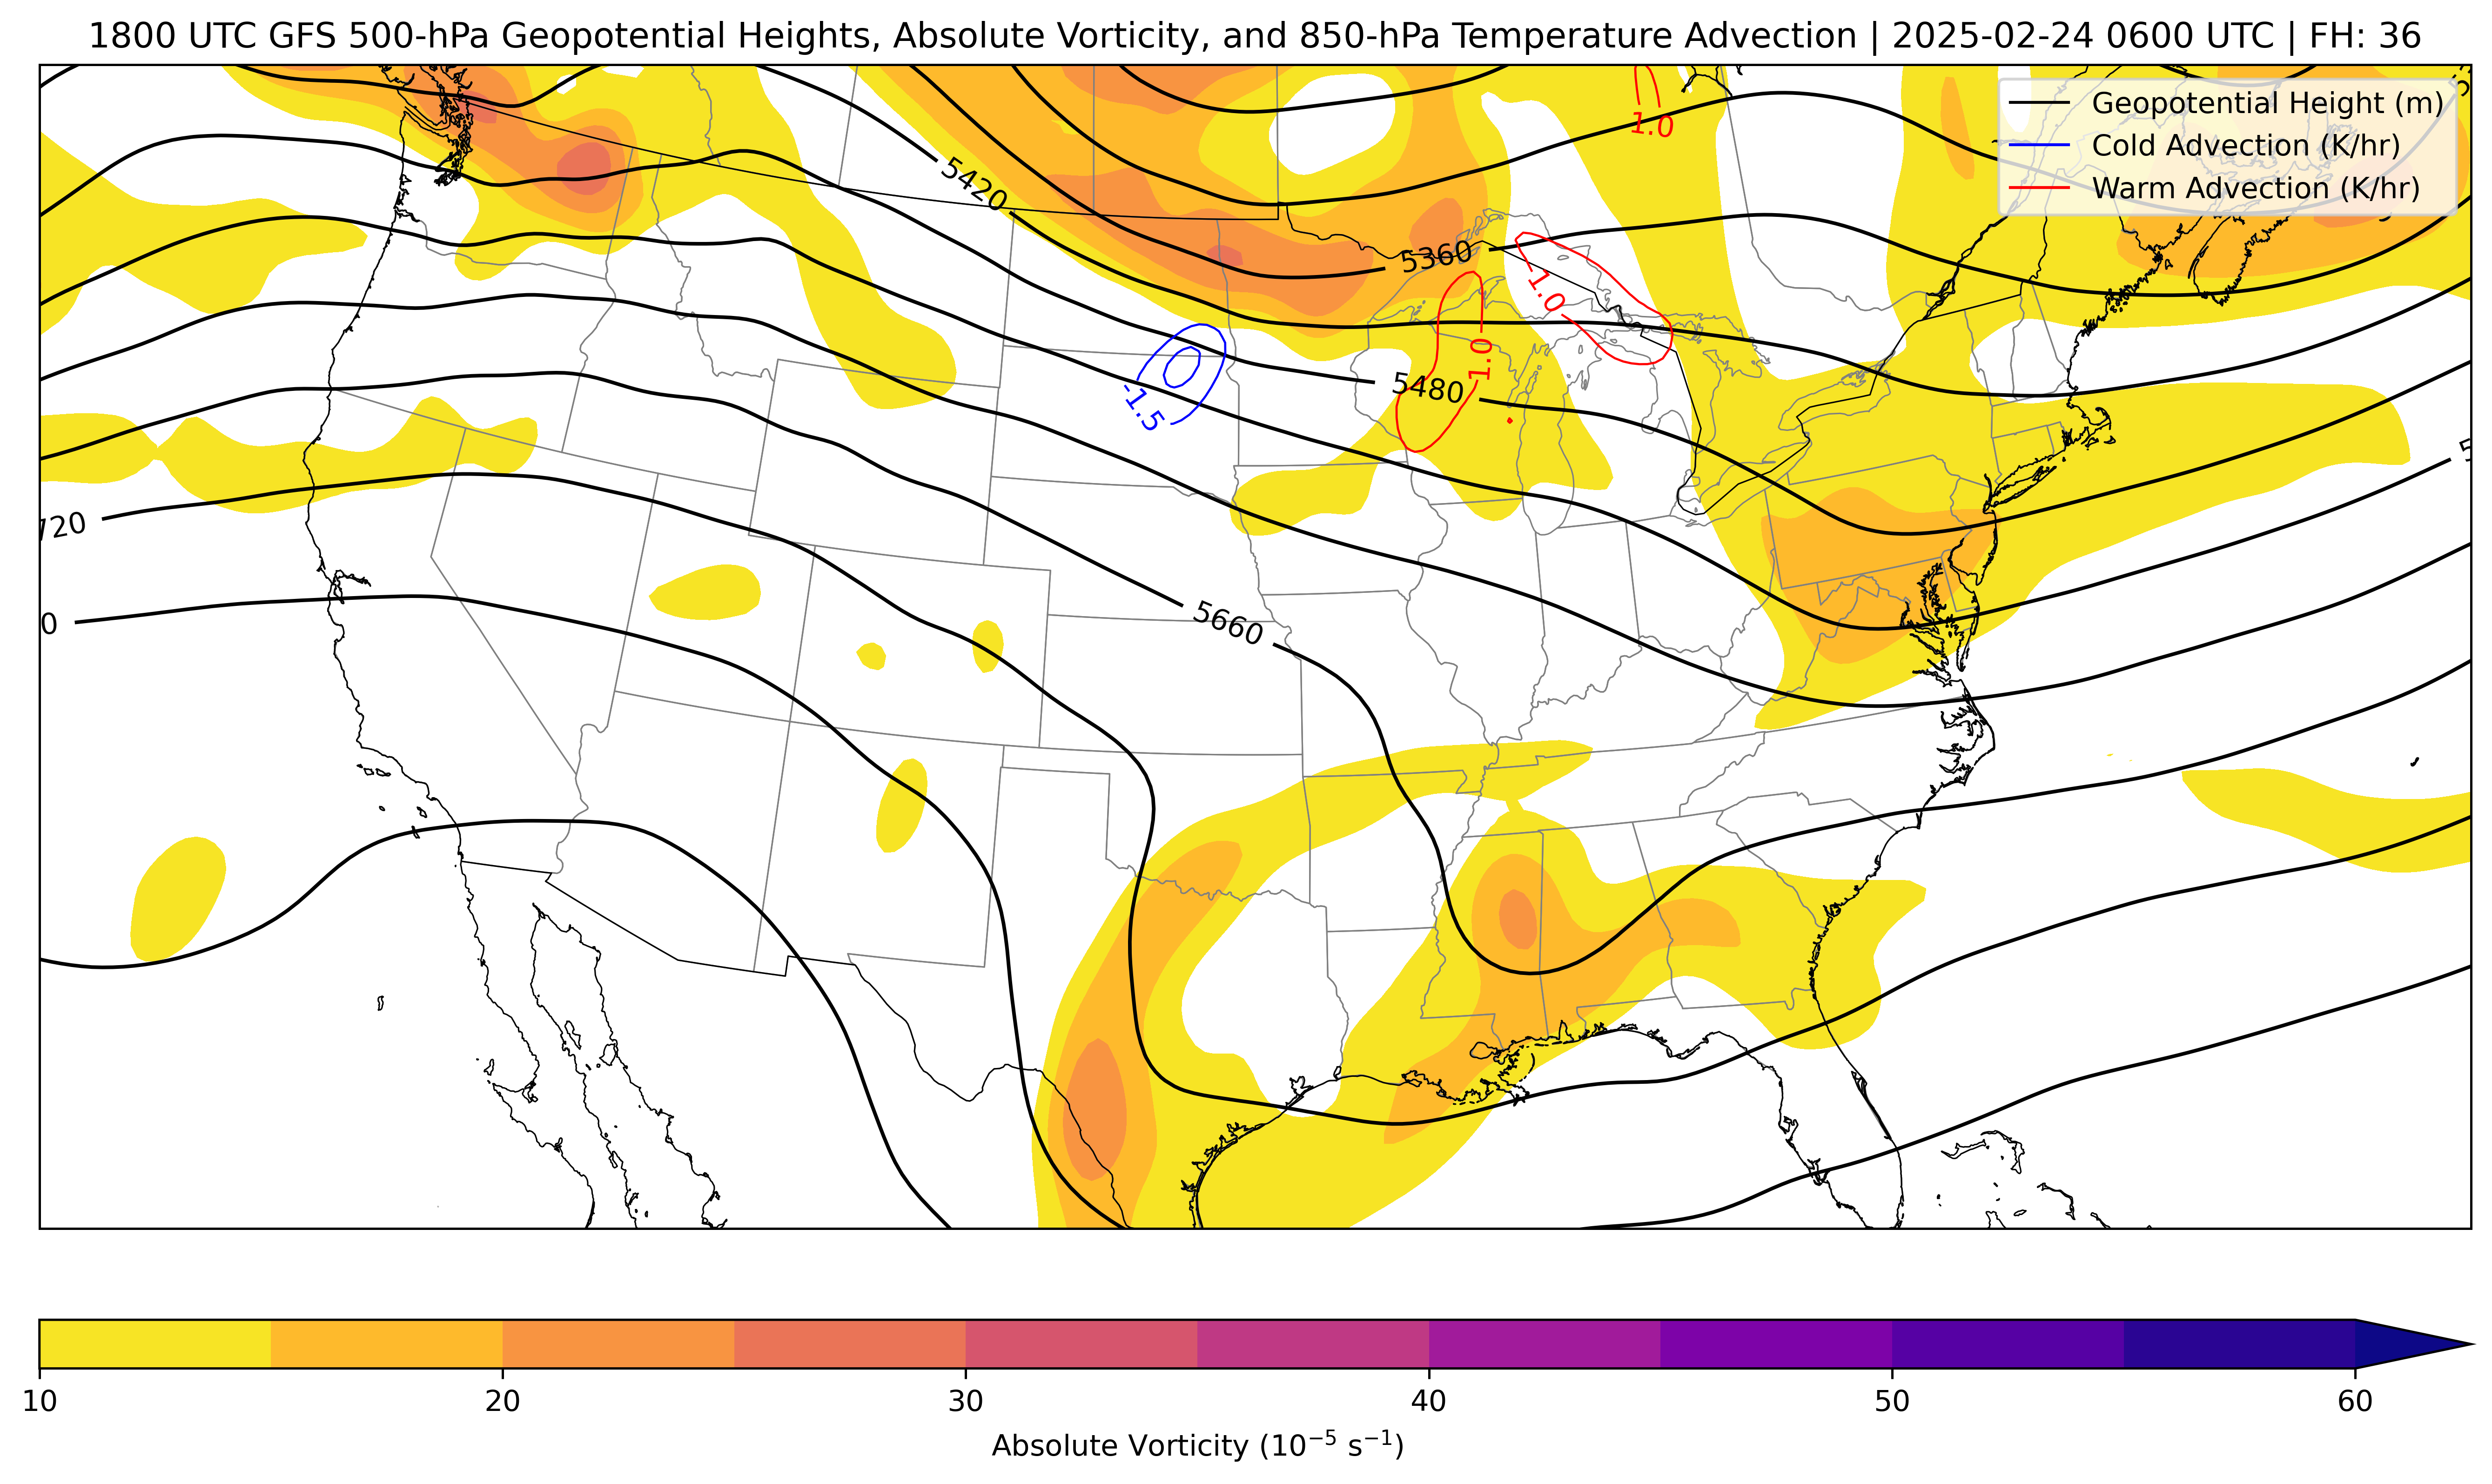 1800 UTC GFS 500-hPa Geopotential Heights, Absolute Vorticity, and 850-hPa Temperature Advection | 2025-02-24 0600 UTC | FH: 36
Geopotential Height (m)
Cold Advection (K/hr)
Warm Advection (K/hr)
1.0
5420
5360
1.0
1.0
5480
-1.5
720
0
5660
10 20 30 40 50 60
Absolute Vorticity (10⁻⁵ s⁻¹)